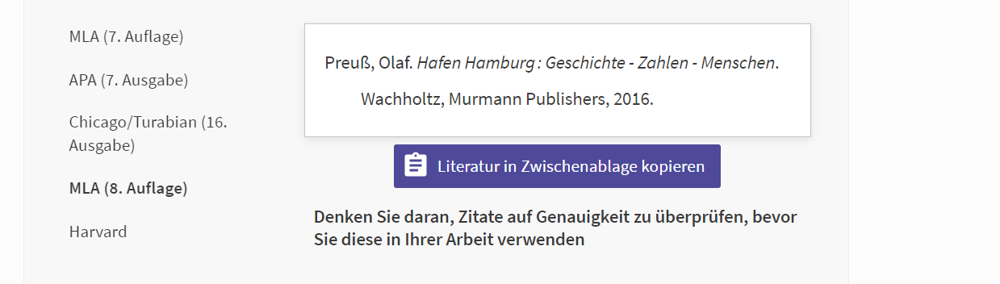 MLA (7. Auflage)
APA (7. Ausgabe)
Chicago/Turabian (16.
Ausgabe)
MLA (8. Auflage)
Harvard
Preuß, Olaf. Hafen Hamburg : Geschichte - Zahlen - Menschen.
Wachholtz, Murmann Publishers, 2016.
Literatur in Zwischenablage kopieren
Denken Sie daran, Zitate auf Genauigkeit zu überprüfen, bevor
Sie diese in Ihrer Arbeit verwenden